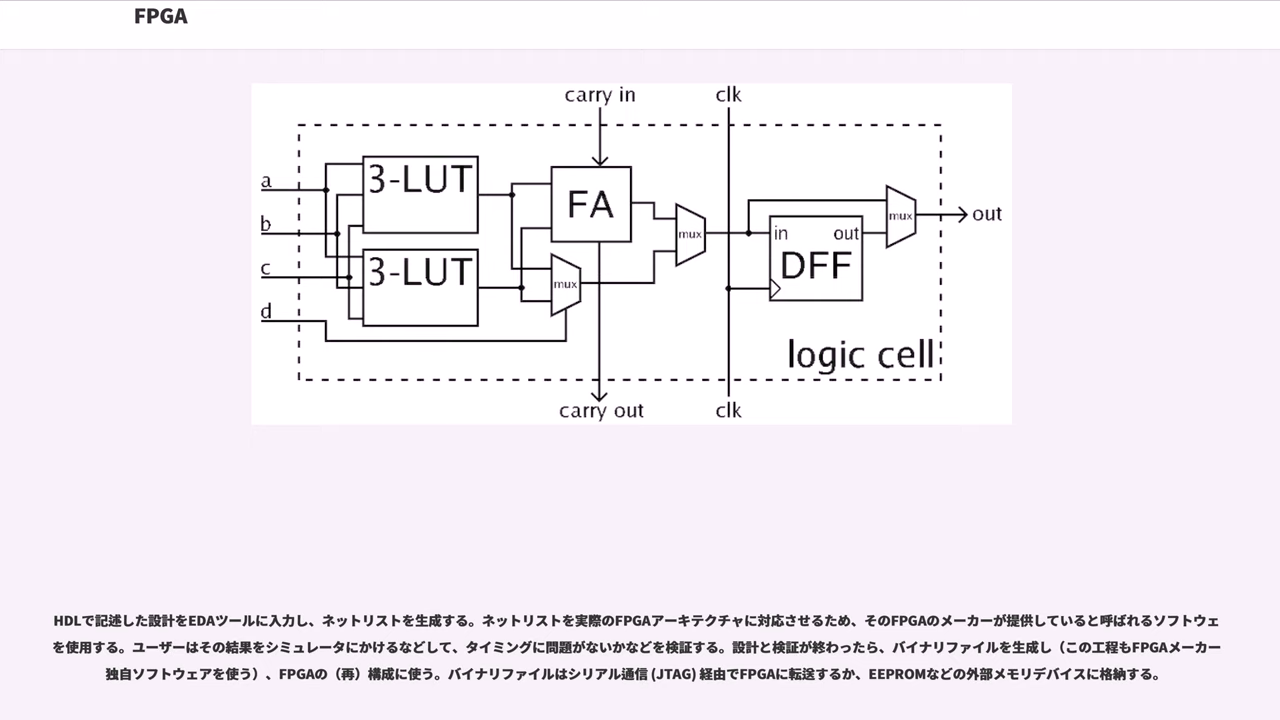 FPGA
carry in
clk
a
3-LUT
FA
b
mux
mux
out
in
out
DFF
c
3-LUT
mux
d
logic cell
carry out
clk
HDLで記述した設計をEDAツールに入力し、ネットリストを生成する。ネットリストを実際のFPGAアーキテクチャに対応させるため、そのFPGAのメーカーが提供していると呼ばれるソフトウェ
を使用する。ユーザーはその結果をシミュレータにかけるなどして、タイミングに問題がないかなどを検証する。設計と検証が終わったら、バイナリファイルを生成し（この工程もFPGAメーカー
独自ソフトウェアを使う）、FPGAの（再）構成に使う。バイナリファイルはシリアル通信 (JTAG) 経由でFPGAに転送するか、EEPROMなどの外部メモリデバイスに格納する。